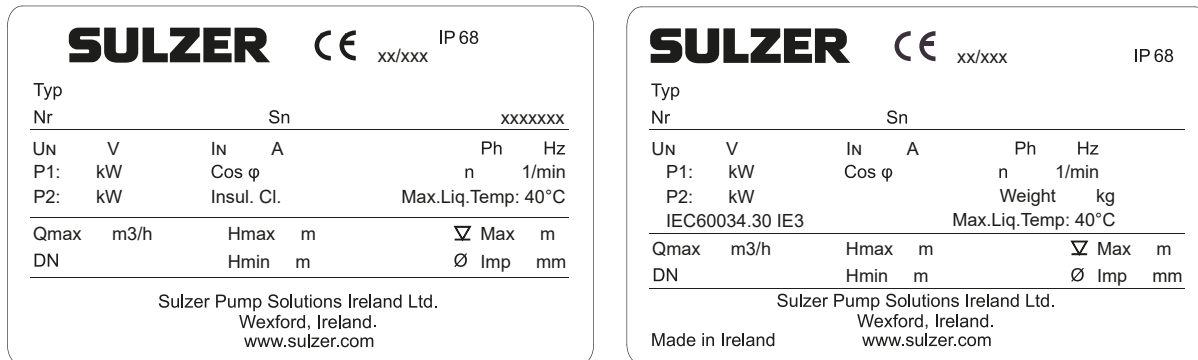 SULZER CE xx/xxx IP 68
Typ
Nr Sn xxxxxxx
UN V IN A Ph Hz
P1: kW Cos φ n 1/min
P2: kW Insul. Cl. Max.Liq.Temp: 40°C
Qmax m3/h Hmax m Max m
DN Hmin m Ø Imp mm
Sulzer Pump Solutions Ireland Ltd.
Wexford, Ireland.
www.sulzer.com
SULZER CE xx/xxx IP 68
Typ
Nr Sn
UN V IN A Ph Hz
P1: kW Cos φ n 1/min
P2: kW Weight kg
IEC60034.30 IE3 Max.Liq.Temp: 40°C
Qmax m3/h Hmax m Max m
DN Hmin m Ø Imp mm
Sulzer Pump Solutions Ireland Ltd.
Wexford, Ireland.
Made in Ireland www.sulzer.com